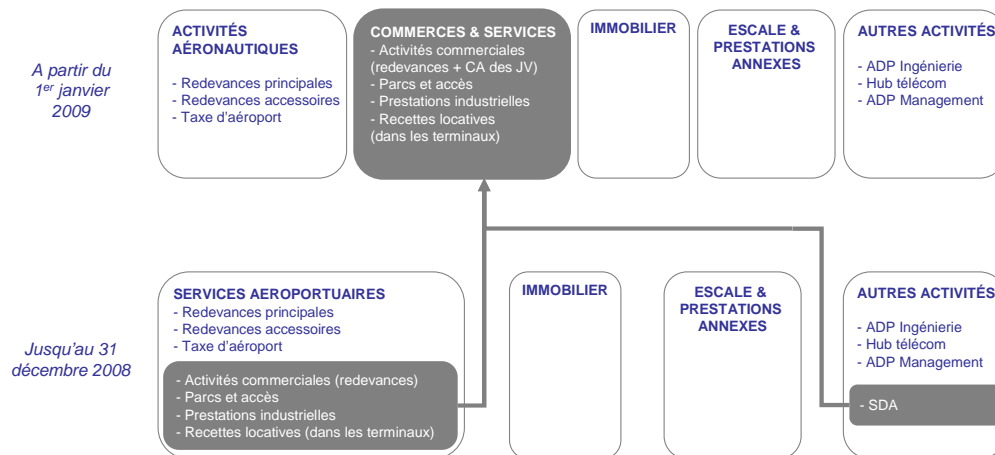 A partir du
1er janvier
2009
ACTIVITÉS
AÉRONAUTIQUES
- Redevances principales
- Redevances accessoires
- Taxe d'aéroport
COMMERCES & SERVICES
- Activités commerciales
(redevances + CA des JV)
- Parcs et accès
- Prestations industrielles
- Recettes locatives
(dans les terminaux)
IMMOBILIER
ESCALE &
PRESTATIONS
ANNEXES
AUTRES ACTIVITÉS
- ADP Ingénierie
- Hub télécom
- ADP Management
Jusqu'au 31
décembre 2008
SERVICES AEROPORTUAIRES
- Redevances principales
- Redevances accessoires
- Taxe d'aéroport
- Activités commerciales (redevances)
- Parcs et accès
- Prestations industrielles
- Recettes locatives (dans les terminaux)
IMMOBILIER
ESCALE &
PRESTATIONS
ANNEXES
AUTRES ACTIVITÉS
- ADP Ingénierie
- Hub télécom
- ADP Management
- SDA